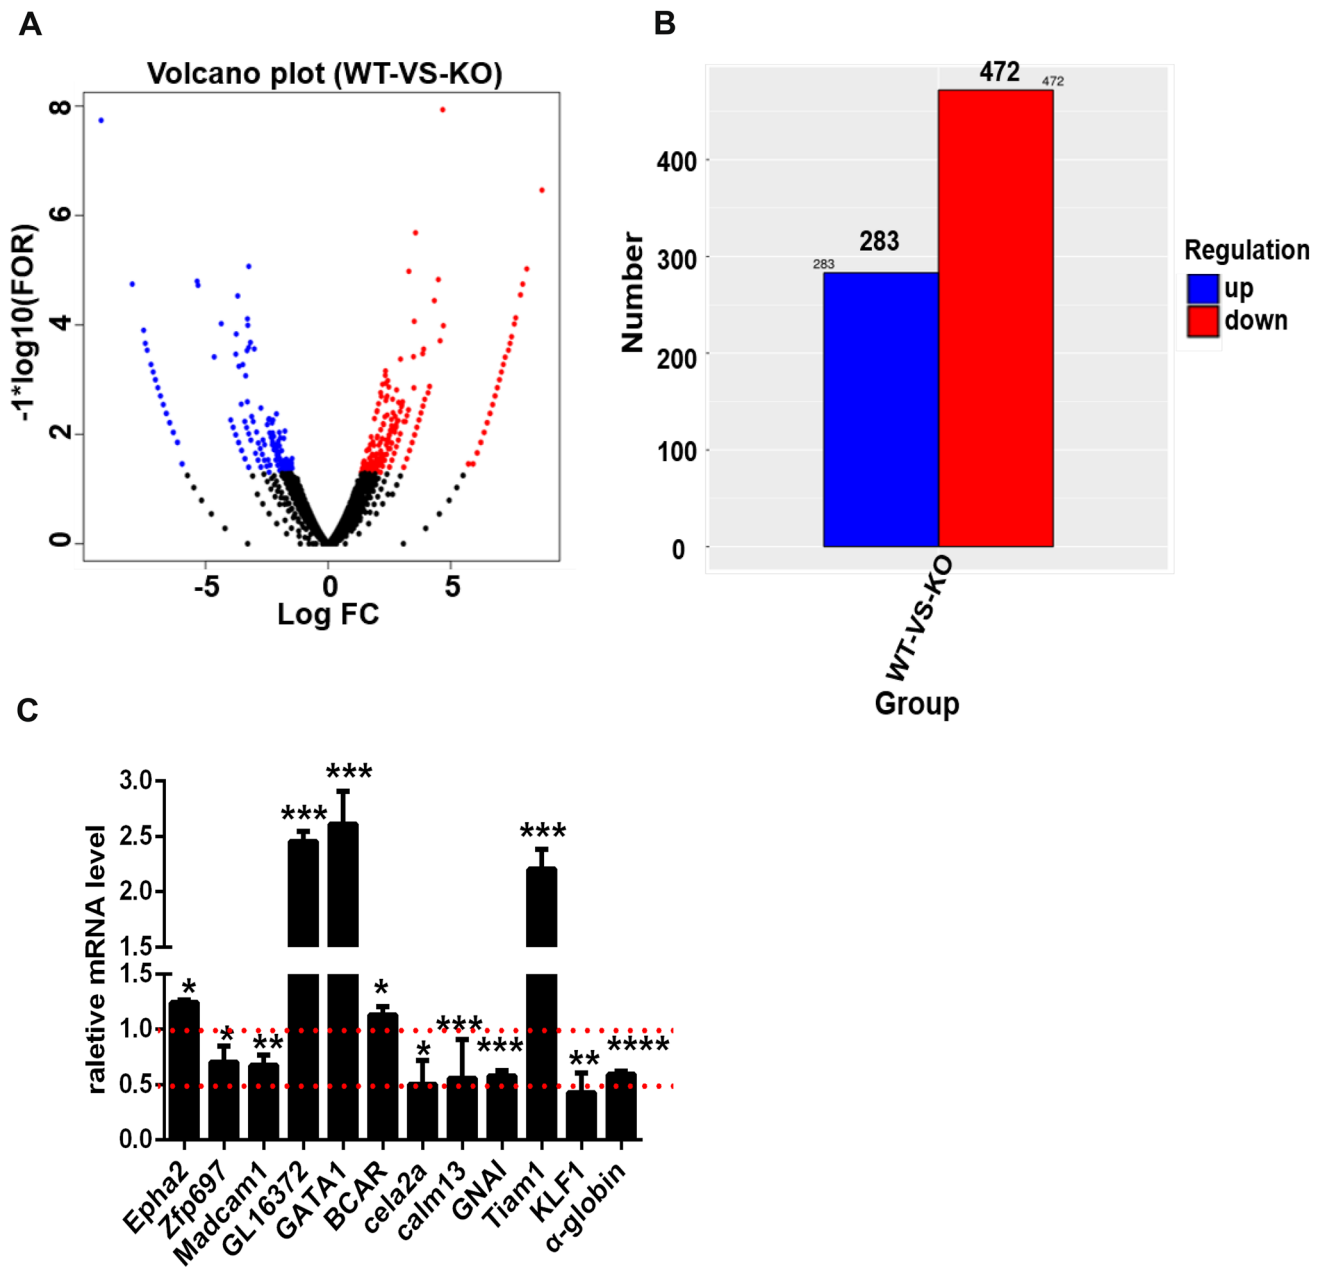 A
Volcano plot (WT-VS-KO)
-1*log10(FOR)
8
6
4
2
0
-5
0
5
Log FC
B
472
472
283
283
Number
400
300
200
100
0
WT-VS-KO
Group
Regulation
up
down
C
raletive mRNA level
3.0
2.5
2.0
1.5
1.5
1.0
0.5
0.0
*
*
**
***
***
*
*
***
***
***
**
****
Epha2
Zfp697
Madcam1
GL16372
GATA1
BCAR
cela2a
calm13
GNAI
Tiam1
KLF1
α-globin